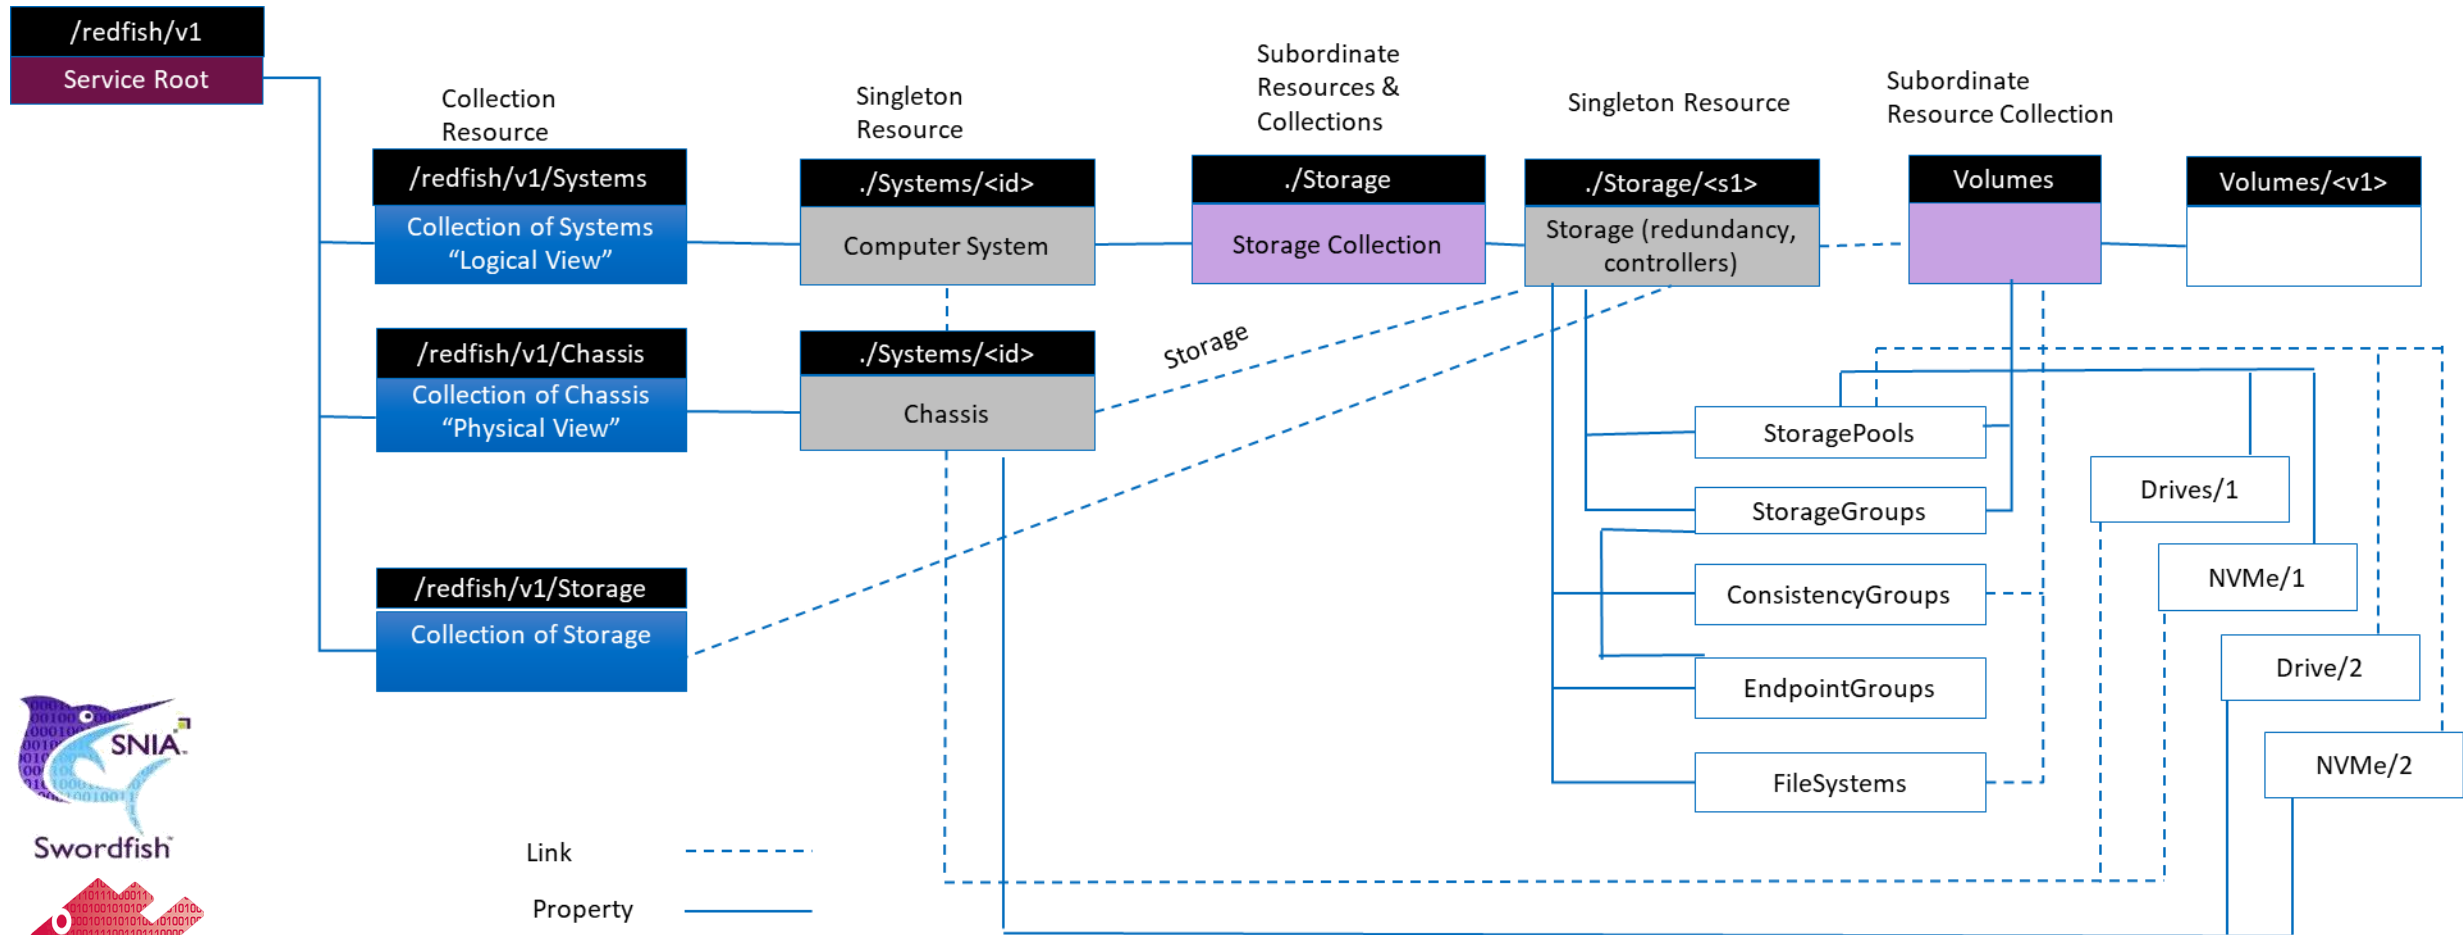 /redfish/v1
Service Root
Collection
Resource
Singleton
Resource
Subordinate
Resources &
Collections
Singleton Resource
Subordinate
Resource Collection
/redfish/v1/Systems
Collection of Systems
“Logical View”
./Systems/<id>
Computer System
./Storage
Storage Collection
./Storage/<s1>
Storage (redundancy,
controllers)
Volumes
Volumes/<v1>
/redfish/v1/Chassis
Collection of Chassis
“Physical View”
./Systems/<id>
Chassis
Storage
StoragePools
StorageGroups
ConsistencyGroups
EndpointGroups
FileSystems
Drives/1
NVMe/1
Drive/2
NVMe/2
/redfish/v1/Storage
Collection of Storage
SNIA™
Swordfish™
Link
Property